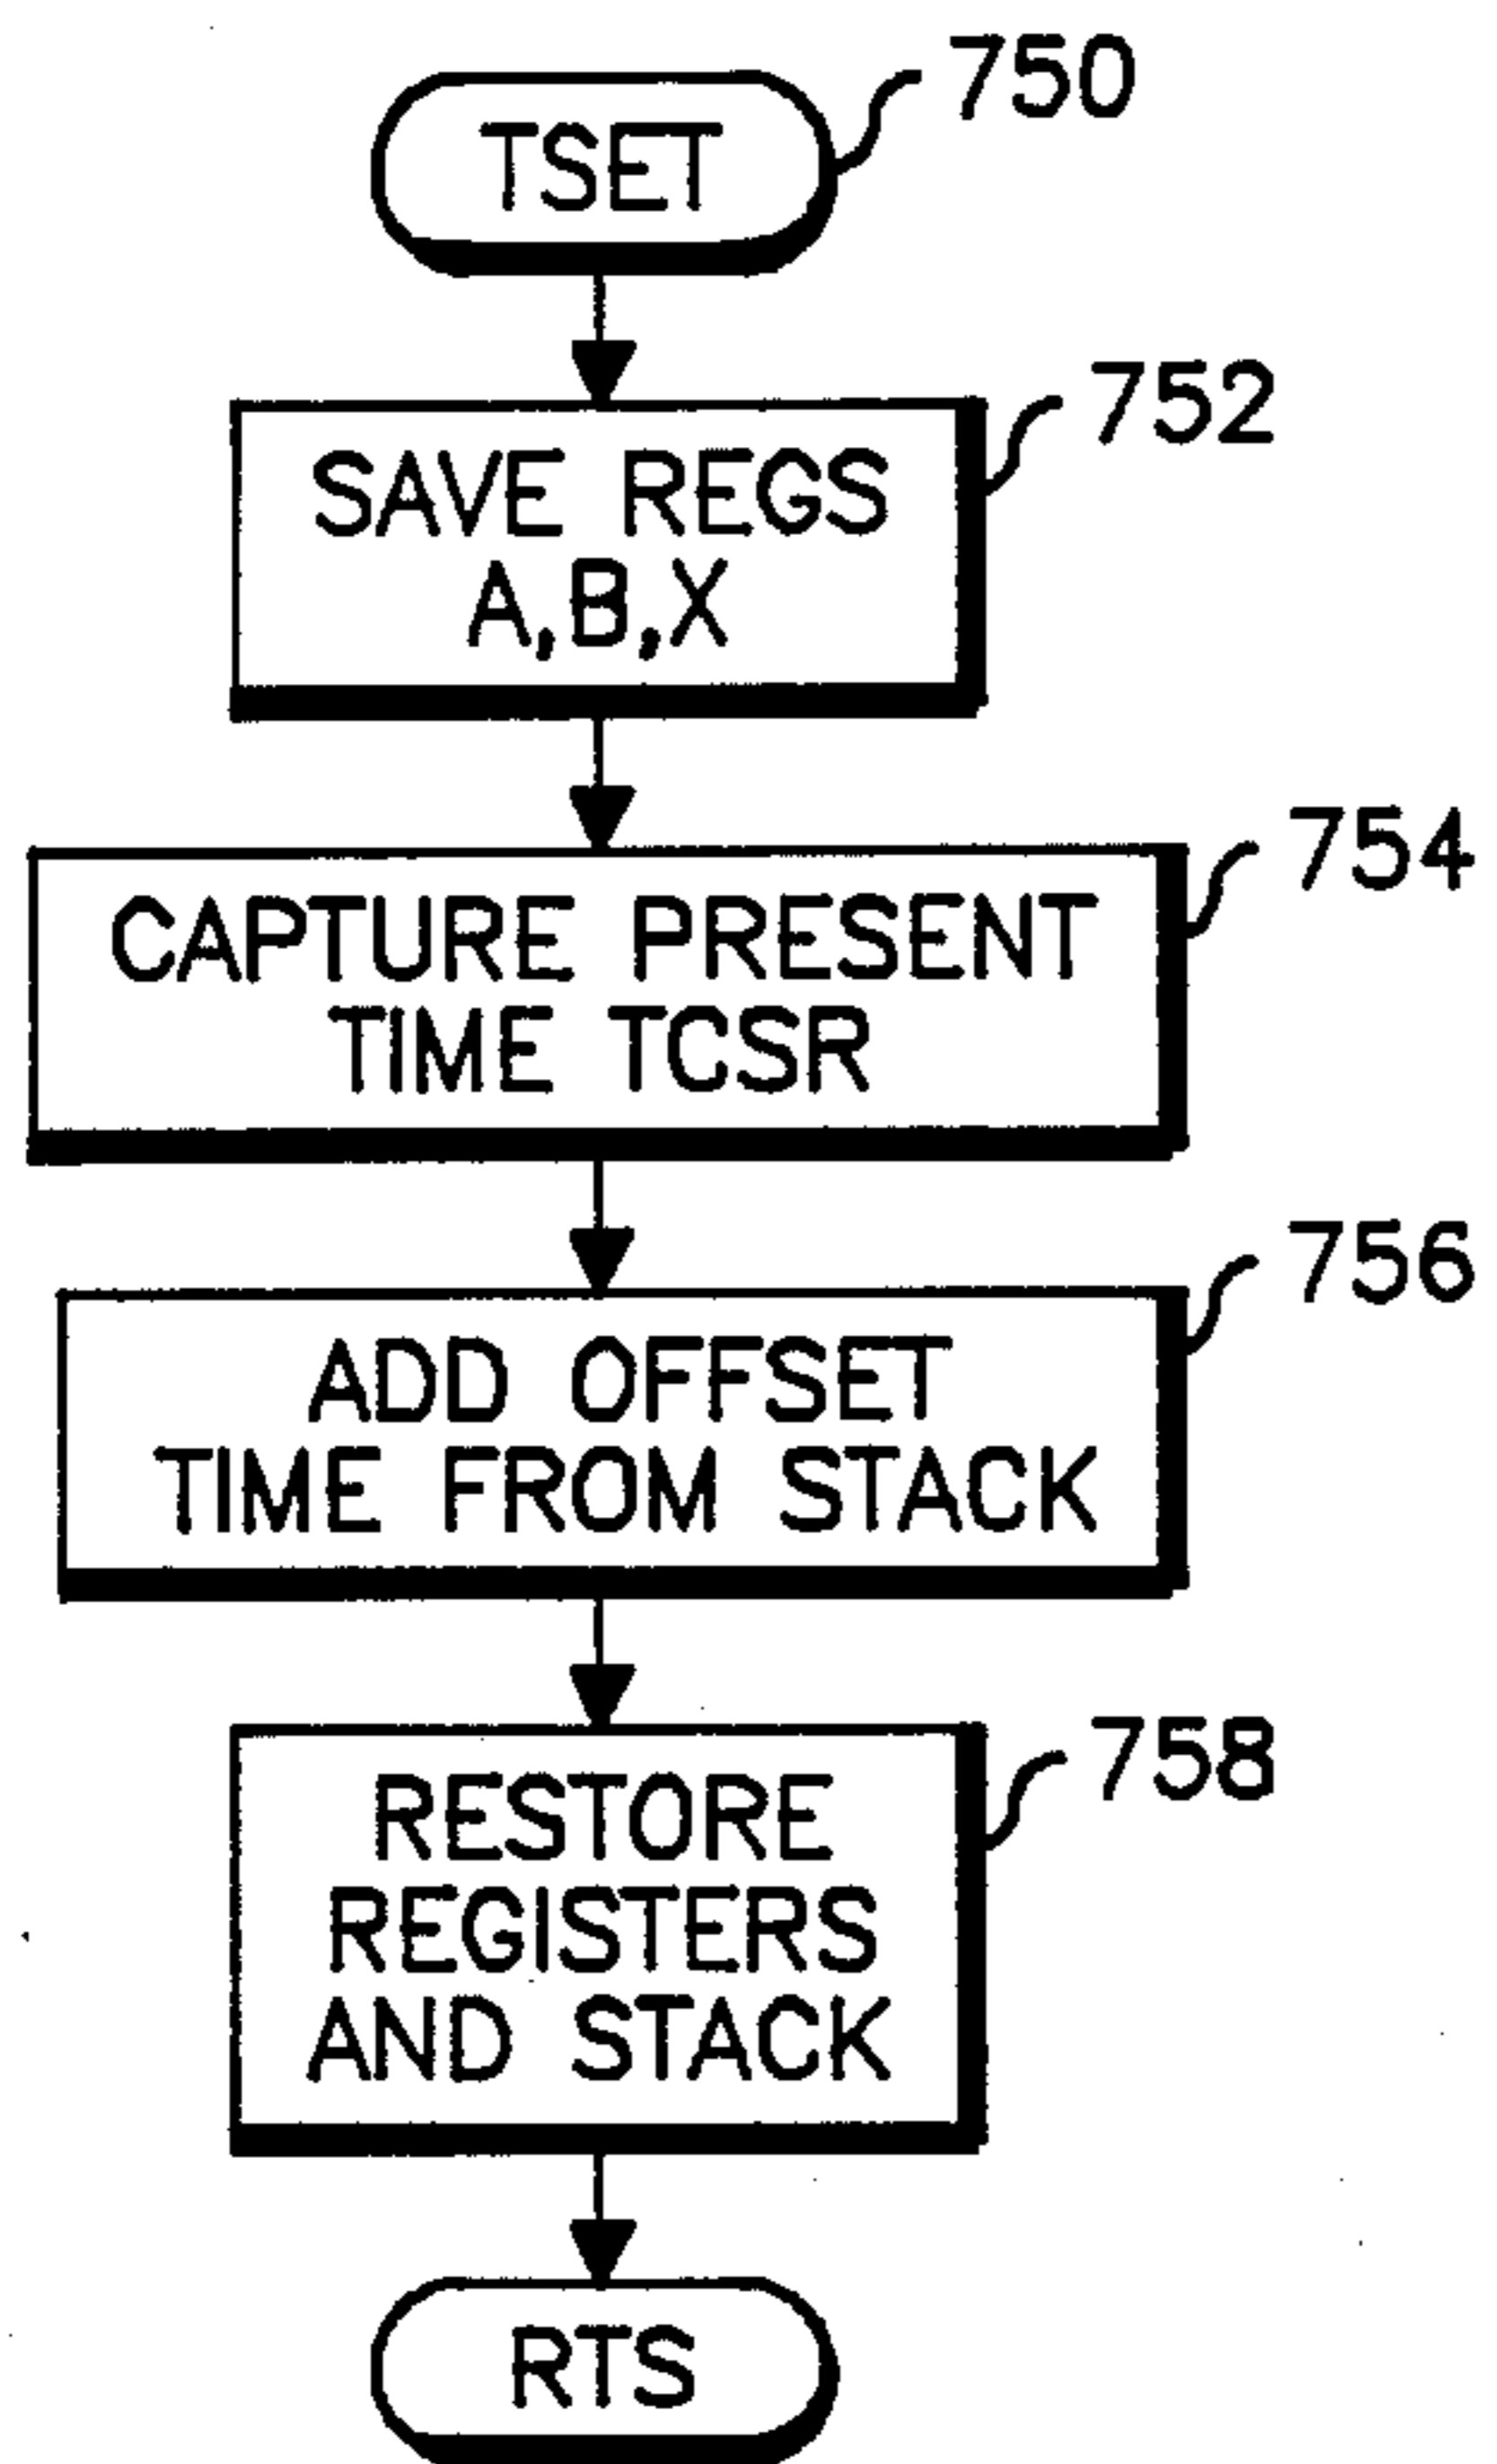 750
TSET
752
SAVE REGS
A,B,X
754
CAPTURE PRESENT
TIME TCSR
756
ADD OFFSET
TIME FROM STACK
758
RESTORE
REGISTERS
AND STACK
RTS